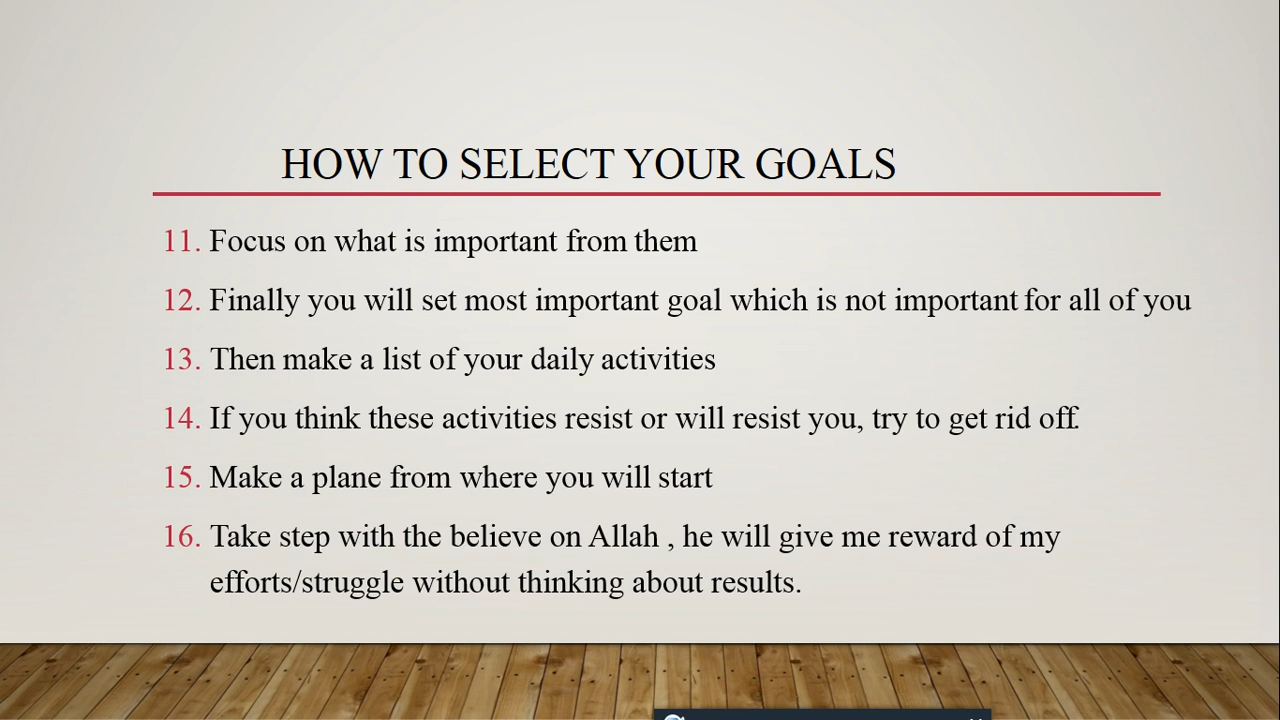 HOW TO SELECT YOUR GOALS
11. Focus on what is important from them
12. Finally you will set most important goal which is not important for all of you
13. Then make a list of your daily activities
14. If you think these activities resist or will resist you, try to get rid off.
15. Make a plane from where you will start
16. Take step with the believe on Allah , he will give me reward of my
efforts/struggle without thinking about results.